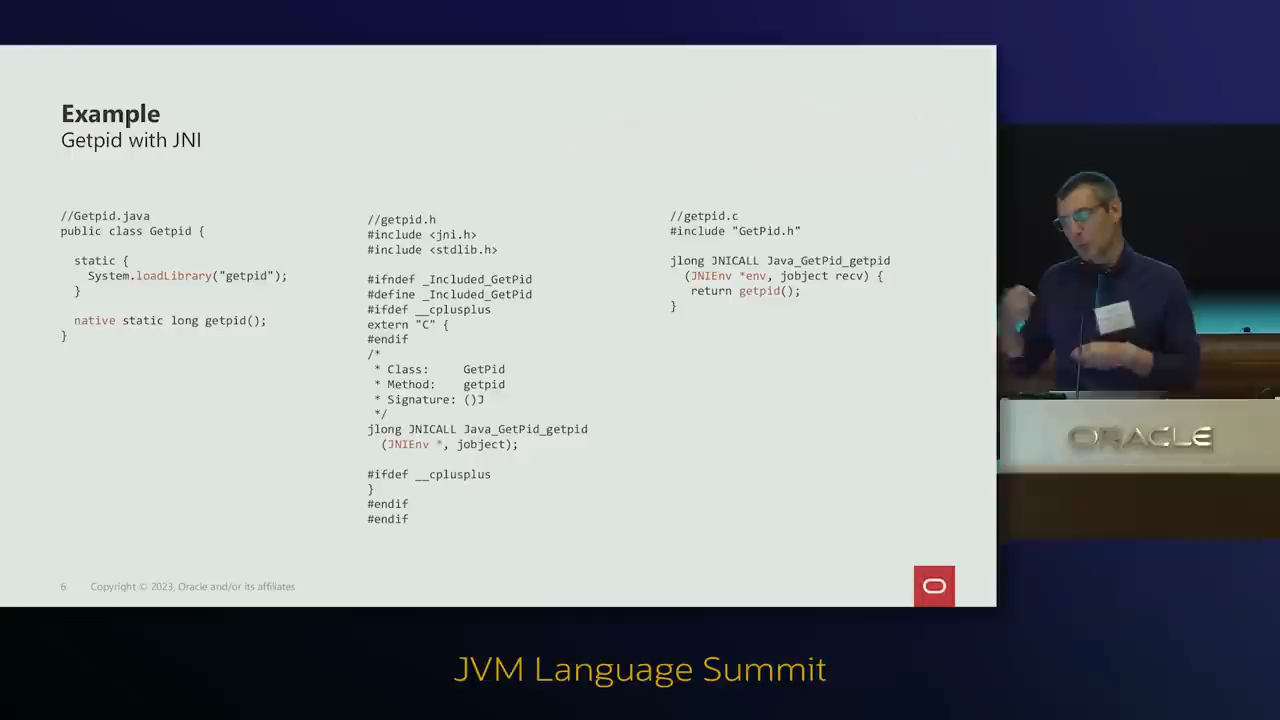 Example
Getpid with JNI
//Getpid.java
public class Getpid {
static {
System.loadLibrary("getpid");
}
native static long getpid();
}
//getpid.h
#include <jni.h>
#include <stdlib.h>
#ifndef _Included_GetPid
#define _Included_GetPid
#ifdef __cplusplus
extern "C" {
#endif
/*
* Class:     GetPid
* Method:    getpid
* Signature: ()J
*/
jlong JNICALL Java_GetPid_getpid
(JNIEnv *, jobject);
#ifdef __cplusplus
}
#endif
#endif
//getpid.c
#include "GetPid.h"
jlong JNICALL Java_GetPid_getpid
(JNIEnv *env, jobject recv) {
return getpid();
}
6 Copyright © 2023, Oracle and/or its affiliates
ORACLE
JVM Language Summit